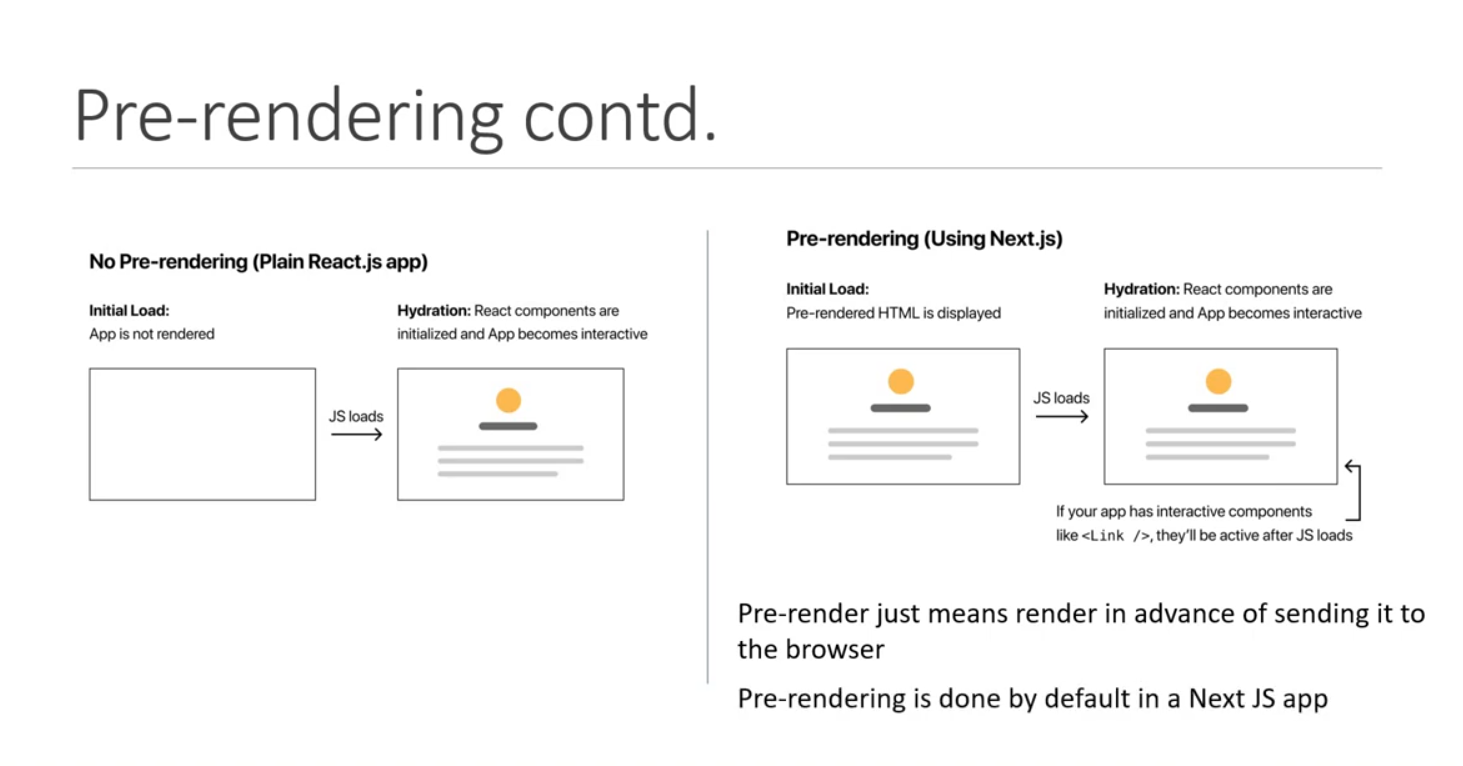 Pre-rendering contd.
No Pre-rendering (Plain React.js app)
Initial Load:
App is not rendered
Hydration: React components are
initialized and App becomes interactive
JS loads
Pre-rendering (Using Next.js)
Initial Load:
Pre-rendered HTML is displayed
Hydration: React components are
initialized and App becomes interactive
JS loads
If your app has interactive components
like <Link />, they'll be active after JS loads
Pre-render just means render in advance of sending it to
the browser
Pre-rendering is done by default in a Next JS app